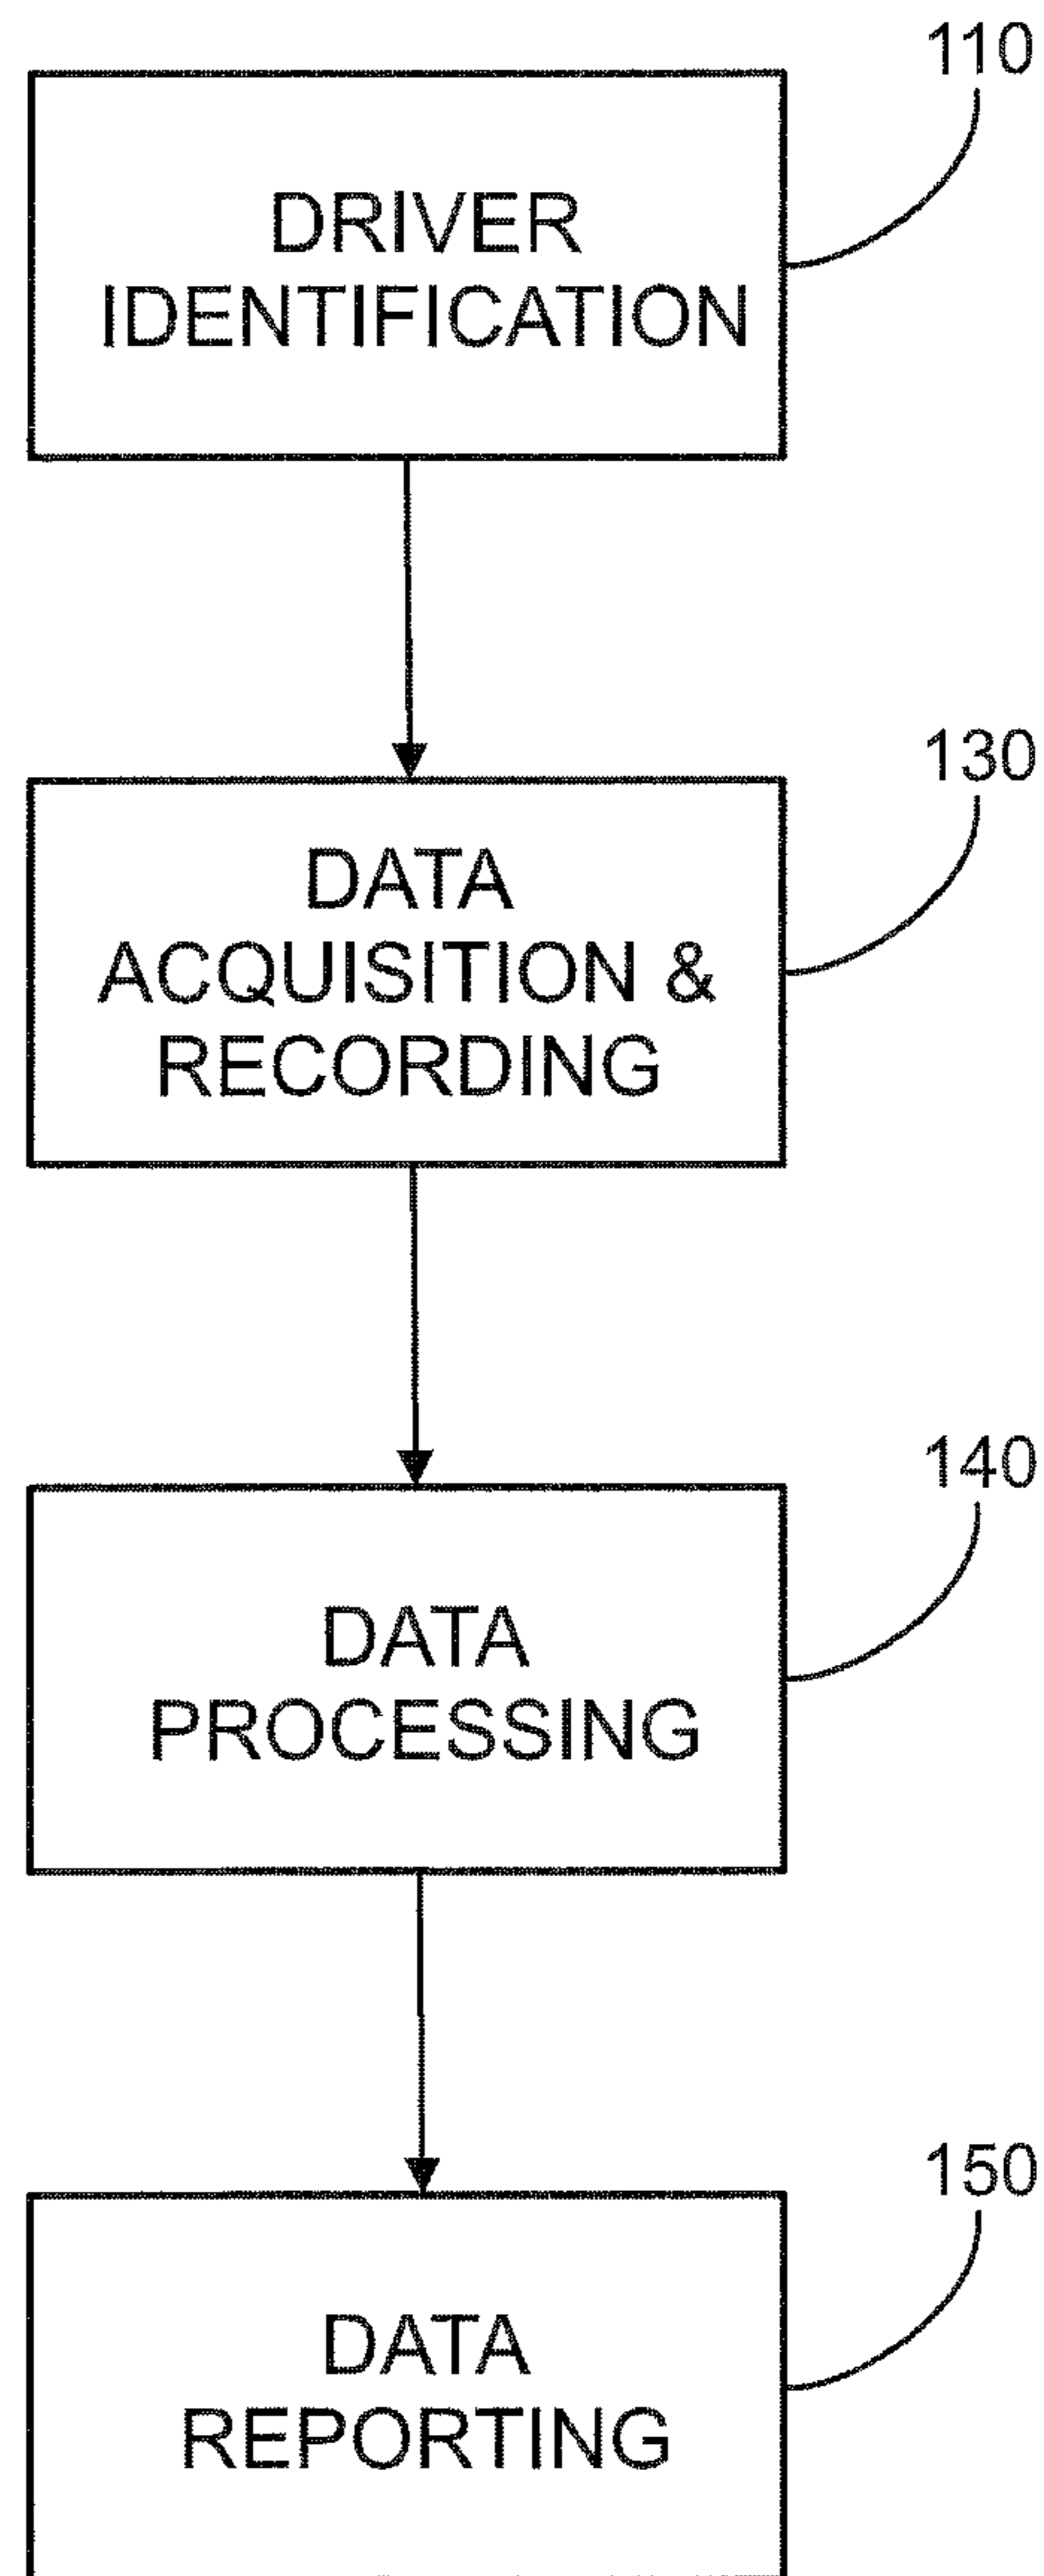 110
DRIVER
IDENTIFICATION
130
DATA
ACQUISITION &
RECORDING
140
DATA
PROCESSING
150
DATA
REPORTING